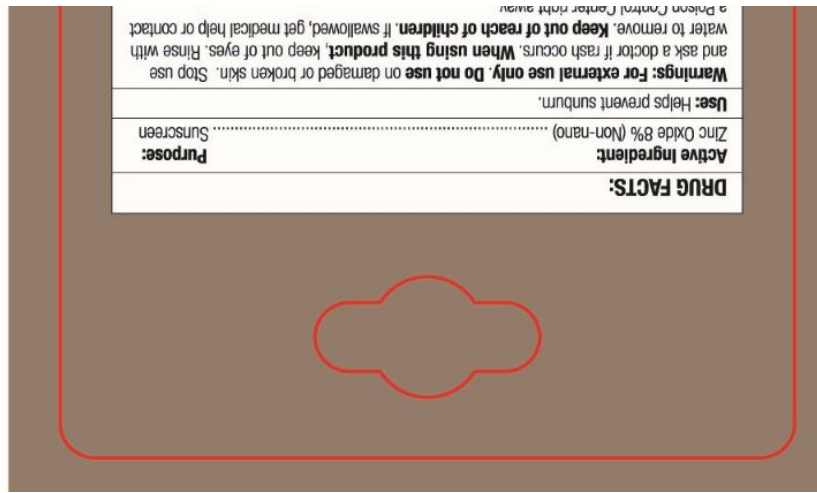 DRUG FACTS:
Active Ingredient: Purpose:
Zinc Oxide 8% (Non-nano) ........................................................................ Sunscreen
Use: Helps prevent sunburn.
Warnings: For external use only. Do not use on damaged or broken skin. Stop use
and ask a doctor if rash occurs. When using this product, keep out of eyes. Rinse with
water to remove. Keep out of reach of children. If swallowed, get medical help or contact
a Poison Control Center right away